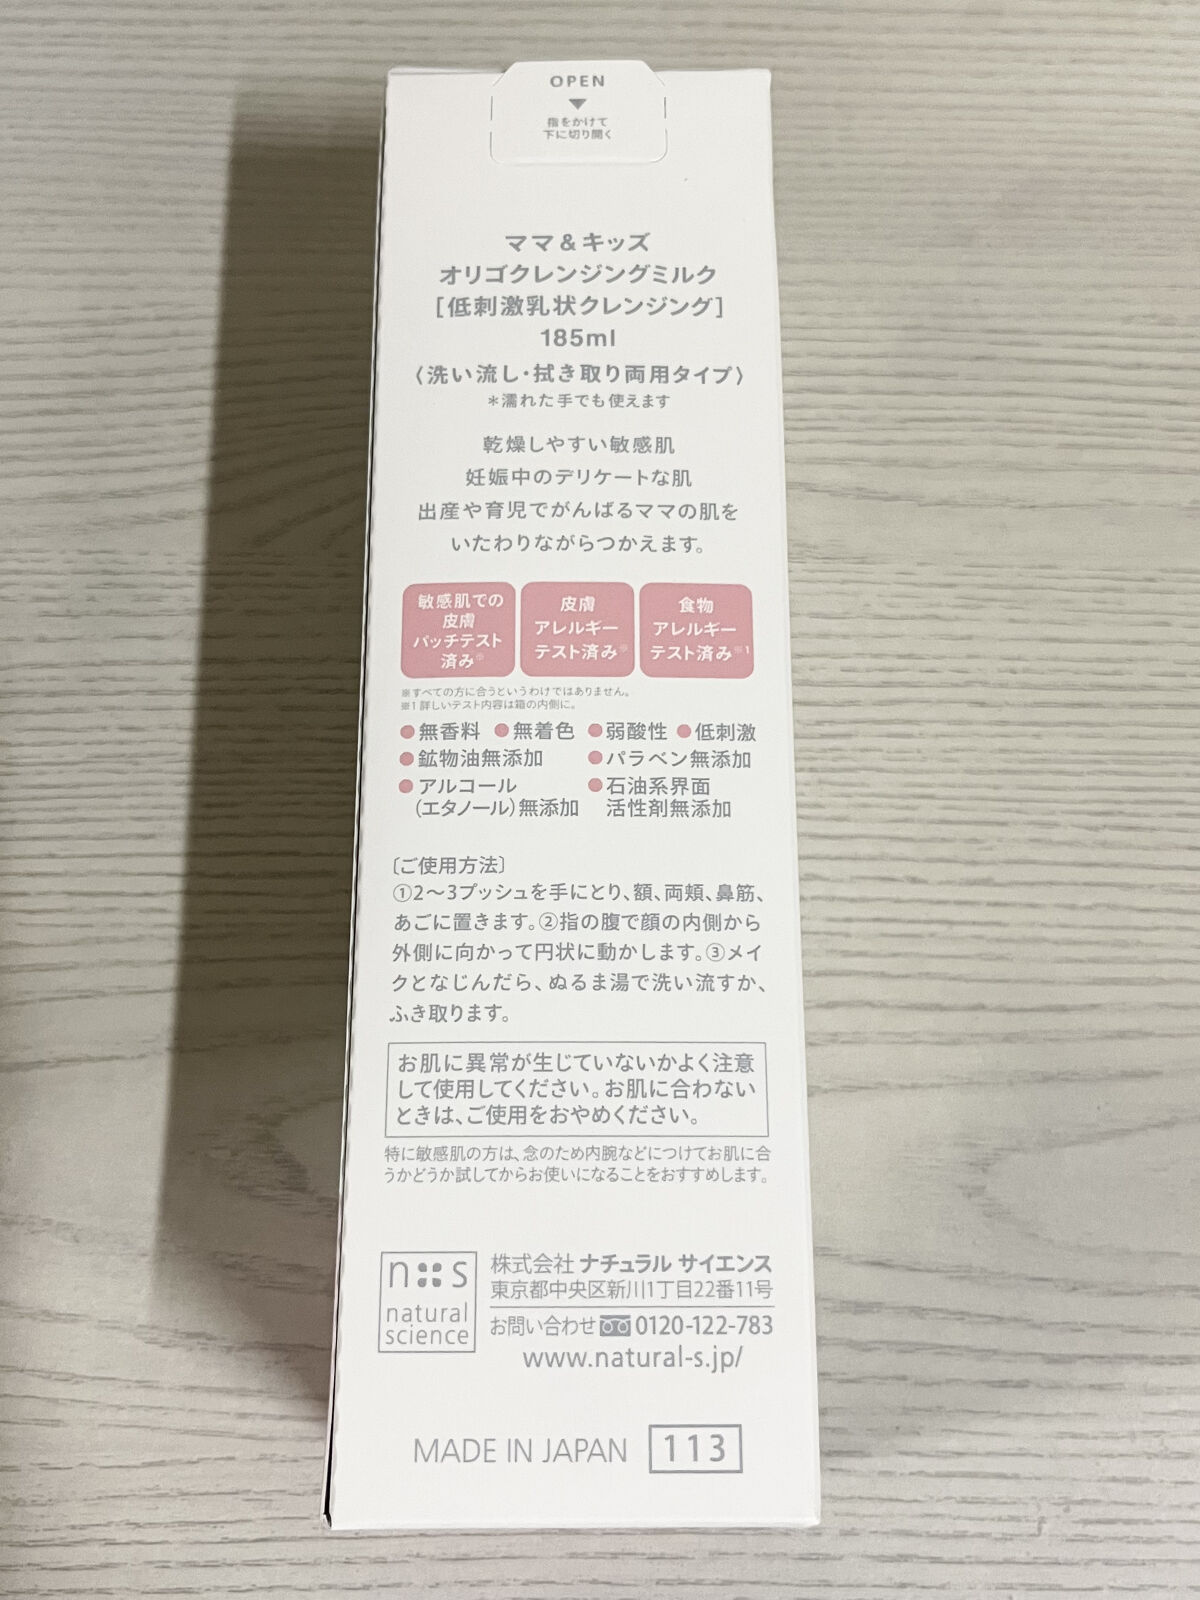 OPEN
▼
指をかけて
下に切り開く
ママ&キッズ
オリゴクレンジングミルク
[低刺激乳状クレンジング]
185ml
〈洗い流し・拭き取り両用タイプ〉
＊濡れた手でも使えます
乾燥しやすい敏感肌
妊娠中のデリケートな肌
出産や育児でがんばるママの肌を
いたわりながらつかえます。
敏感肌での
皮膚
パッチテスト
済み※
皮膚
アレルギー
テスト済み※
食物
アレルギー
テスト済み※1
※すべての方に合うというわけではありません。
※1 詳しいテスト内容は箱の内側に。
●無香料 ●無着色 ●弱酸性 ●低刺激
●鉱物油無添加 ●パラベン無添加
●アルコール
(エタノール)無添加
●石油系界面
活性剤無添加
〔ご使用方法〕
①2～3プッシュを手にとり、額、両頬、鼻筋、
あごに置きます。②指の腹で顔の内側から
外側に向かって円状に動かします。③メイ
クとなじんだら、ぬるま湯で洗い流すか、
ふき取ります。
お肌に異常が生じていないかよく注意
して使用してください。お肌に合わない
ときは、ご使用をおやめください。
特に敏感肌の方は、念のため内腕などにつけてお肌に合
うかどうか試してからお使いになることをおすすめします。
n s
natural
science
株式会社 ナチュラル サイエンス
東京都中央区新川1丁目22番11号
お問い合わせ 0120-122-783
www.natural-s.jp/
MADE IN JAPAN 113